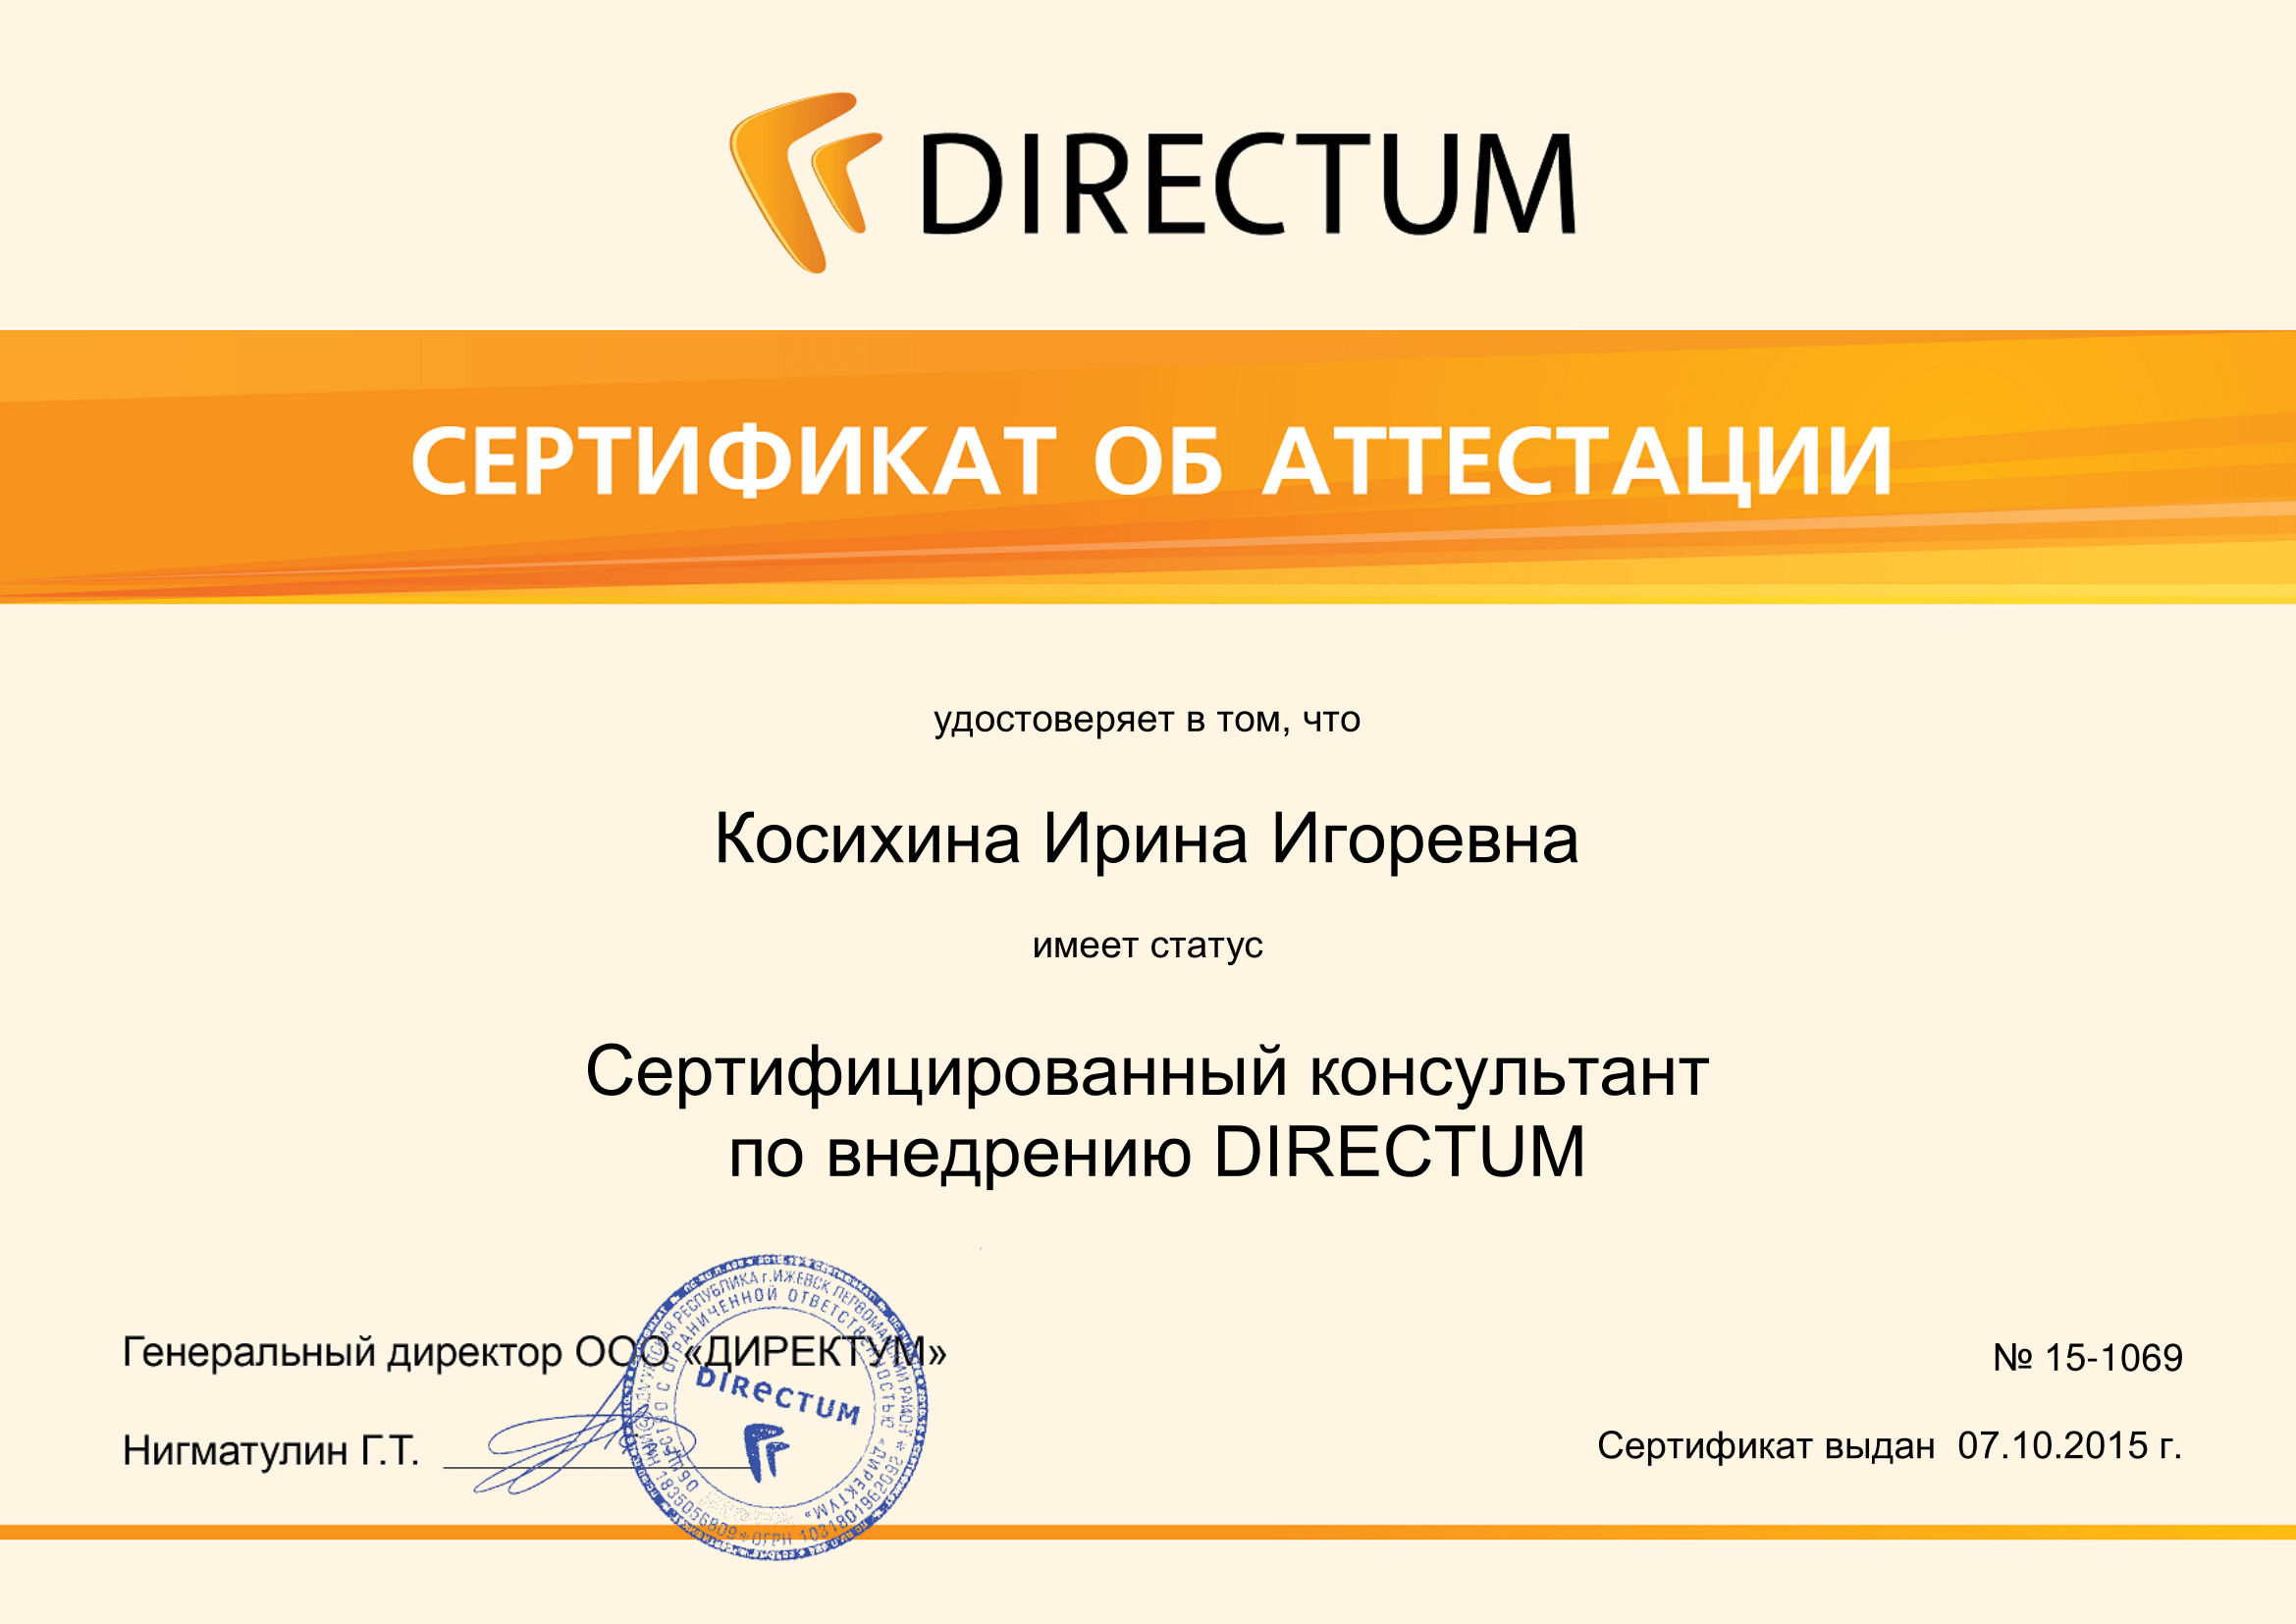 DIRECTUM
СЕРТИФИКАТ ОБ АТТЕСТАЦИИ
удостоверяет в том, что
Косихина Ирина Игоревна
имеет статус
Сертифицированный консультант
по внедрению DIRECTUM
Генеральный директор ООО «ДИРЕКТУМ»
Нигматулин Г.Т.
РЕСПУБЛИКА г.ИЖЕВСК ПЕРВОМАЙСКИЙ РАЙОН
ОБЩЕСТВО С ОГРАНИЧЕННОЙ ОТВЕТСТВЕННОСТЬЮ «ДИРЕКТУМ»
ИНН 1835056809 * ОГРН 1031801962092 *
DIRECTUM
№ 15-1069
Сертификат выдан 07.10.2015 г.